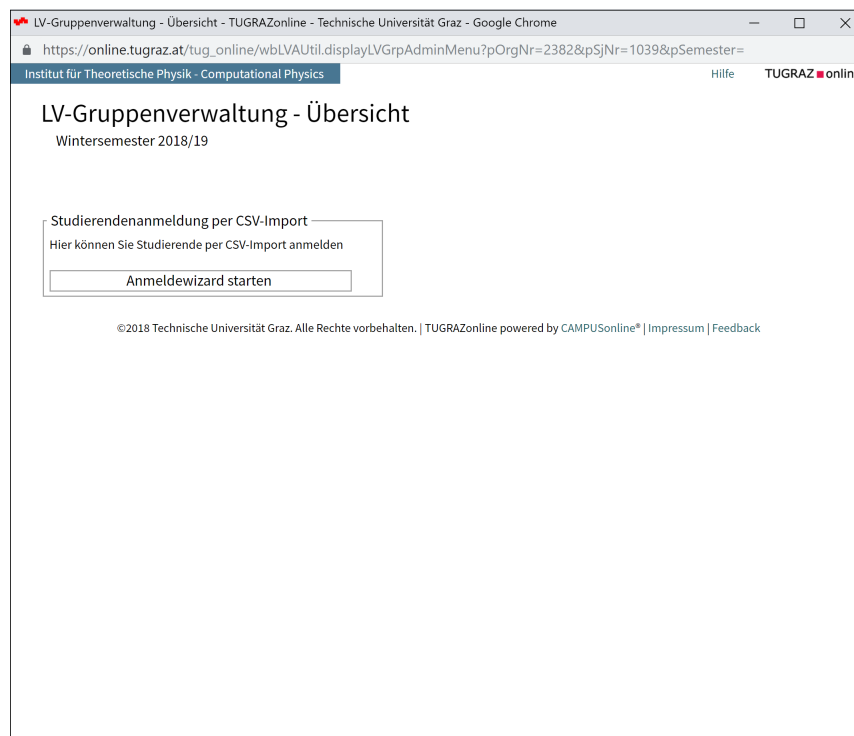 LV-Gruppenverwaltung - Übersicht - TUGRAZonline - Technische Universität Graz - Google Chrome
https://online.tugraz.at/tug_online/wbLVAUtil.displayLVGrpAdminMenu?pOrgNr=2382&pSjNr=1039&pSemester=
Institut für Theoretische Physik - Computational Physics Hilfe TUGRAZ onlin
LV-Gruppenverwaltung - Übersicht
Wintersemester 2018/19
Studierendenanmeldung per CSV-Import
Hier können Sie Studierende per CSV-Import anmelden
Anmeldewizard starten
©2018 Technische Universität Graz. Alle Rechte vorbehalten. | TUGRAZonline powered by CAMPUSonline® | Impressum | Feedback